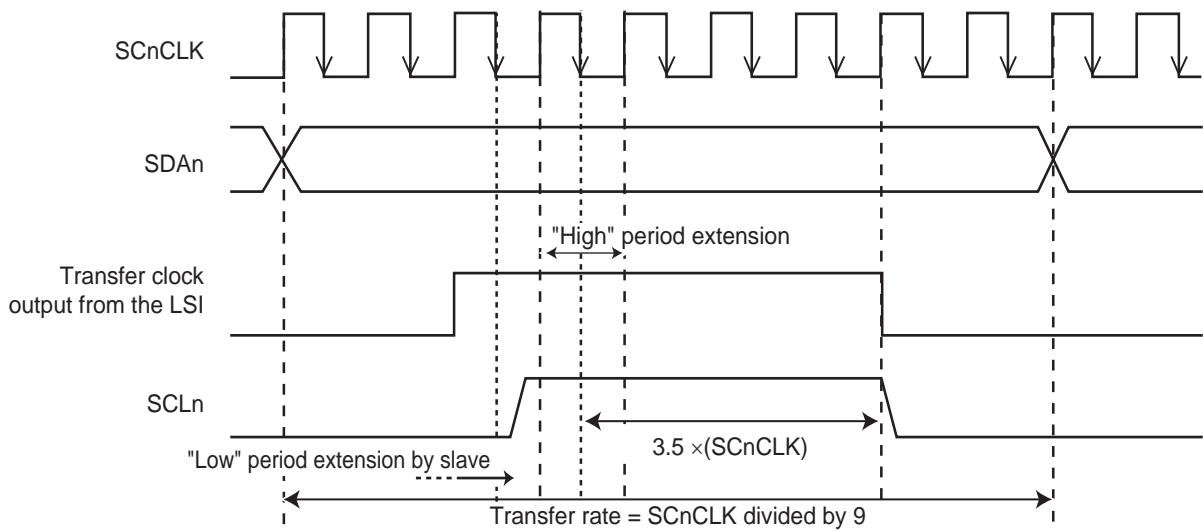 SCnCLK
SDAn
"High" period extension
Transfer clock
output from the LSI
SCLn
3.5 ×(SCnCLK)
"Low" period extension by slave
Transfer rate = SCnCLK divided by 9